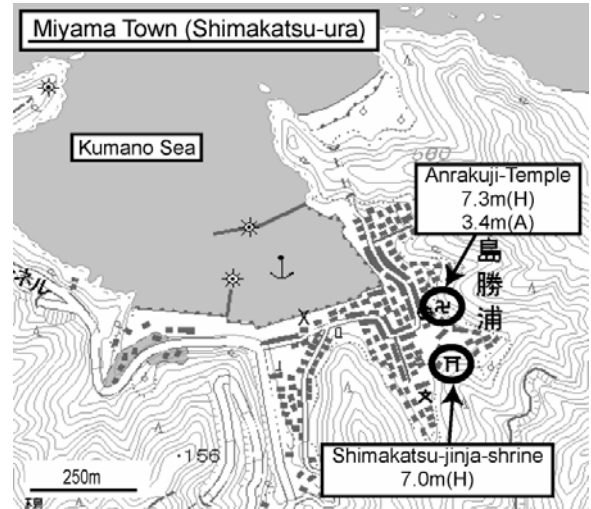 Miyama Town (Shimakatsu-ura)
Kumano Sea
Anrakuji-Temple
7.3m(H)
3.4m(A)
島勝浦
ネル
Shimakatsu-jinja-shrine
7.0m(H)
·156
250m